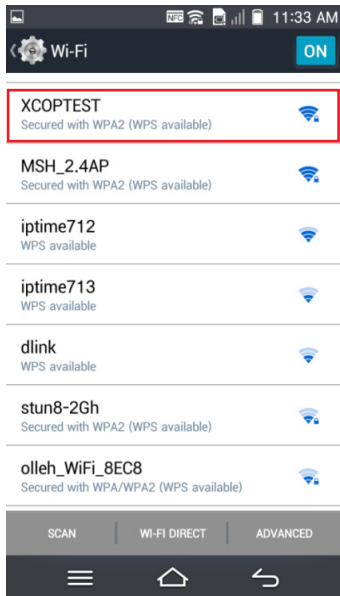 NFC 11:33 AM
Wi-Fi ON
XCOPTEST
Secured with WPA2 (WPS available)
MSH_2.4AP
Secured with WPA2 (WPS available)
iptime712
WPS available
iptime713
WPS available
dlink
WPS available
stun8-2Gh
Secured with WPA2 (WPS available)
olleh_WiFi_8EC8
Secured with WPA/WPA2 (WPS available)
SCAN WI-FI DIRECT ADVANCED